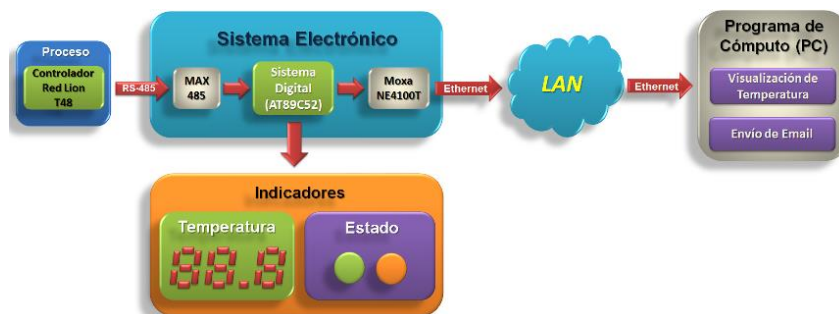 Proceso
Controlador
Red Lion
T48
RS-485
Sistema Electrónico
MAX
485
Sistema
Digital
(AT89C52)
Moxa
NE4100T
Ethernet
LAN
Ethernet
Programa de
Cómputo (PC)
Visualización de
Temperatura
Envío de Email
Indicadores
Temperatura
88.8
Estado